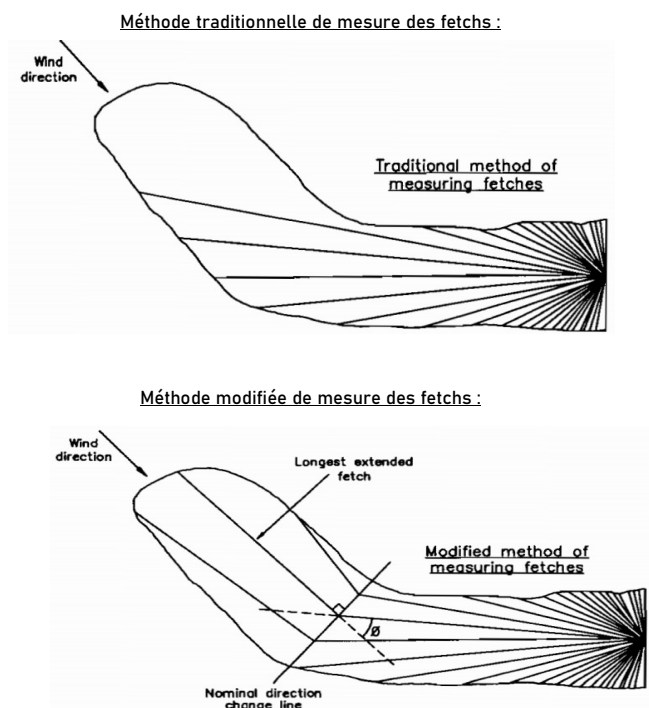 Méthode traditionnelle de mesure des fetchs :
Wind
direction
Traditional method of
measuring fetches
Méthode modifiée de mesure des fetchs :
Wind
direction
Longest extended
fetch
Modified method of
measuring fetches
ø
Nominal direction
change line